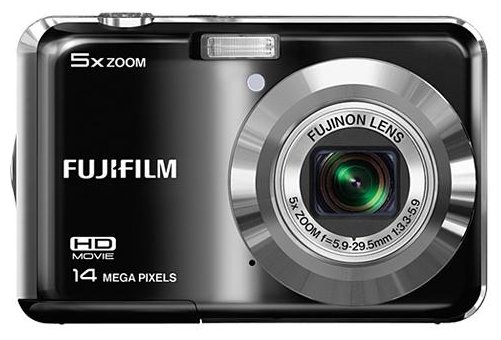 5x ZOOM
FUJIFILM
HD
MOVIE
14 MEGA PIXELS
FUJINON LENS
5x ZOOM f=5.9-29.5mm 1:3.3-5.9